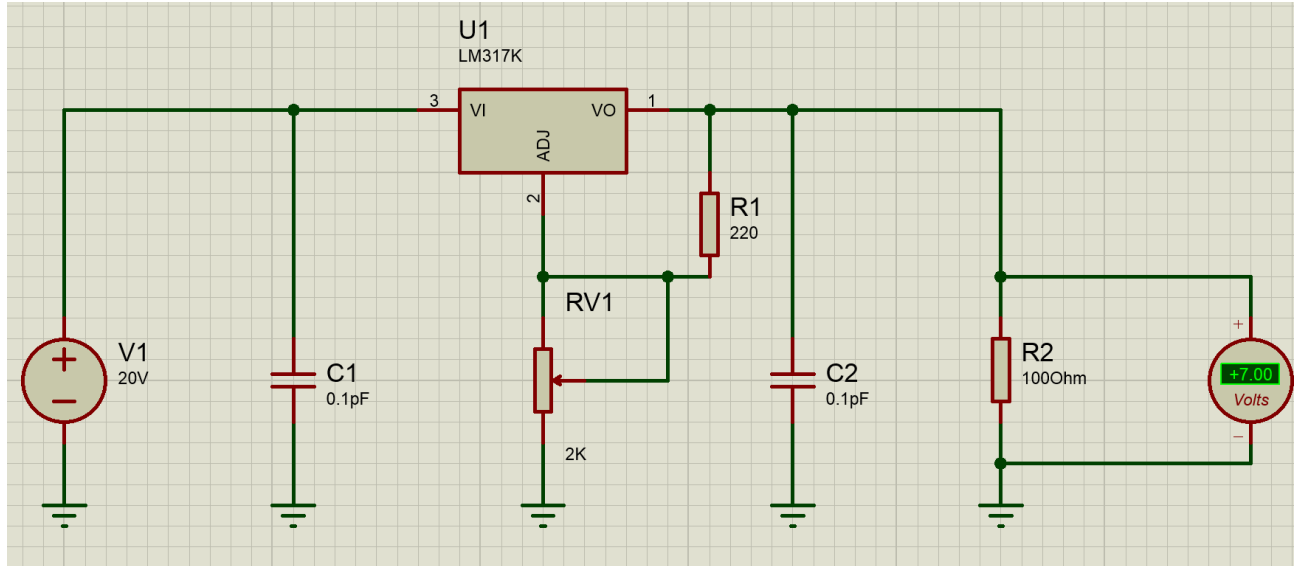 U1
LM317K
3
VI
VO
1
ADJ
2
R1
220
RV1
2K
V1
20V
C1
0.1pF
C2
0.1pF
R2
100Ohm
+
+7.00
Volts
−